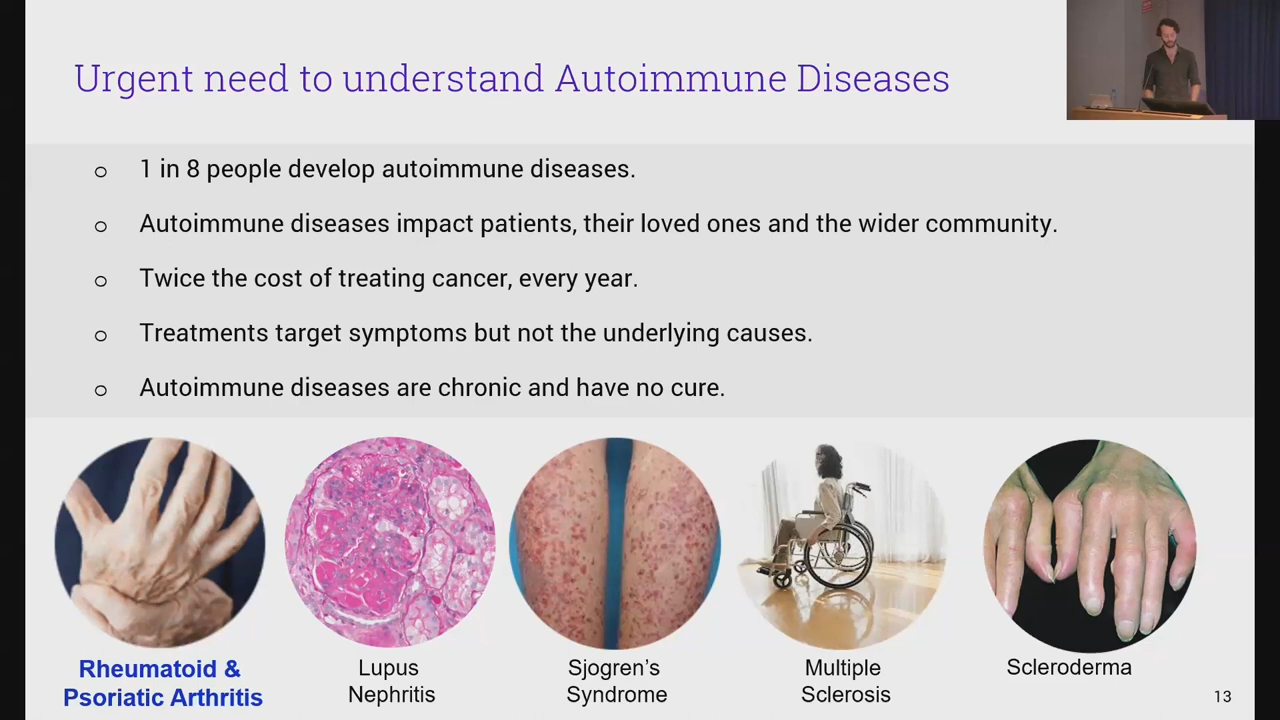 Urgent need to understand Autoimmune Diseases
o 1 in 8 people develop autoimmune diseases.
o Autoimmune diseases impact patients, their loved ones and the wider community.
o Twice the cost of treating cancer, every year.
o Treatments target symptoms but not the underlying causes.
o Autoimmune diseases are chronic and have no cure.
Rheumatoid &
Psoriatic Arthritis
Lupus
Nephritis
Sjogren’s
Syndrome
Multiple
Sclerosis
Scleroderma
13